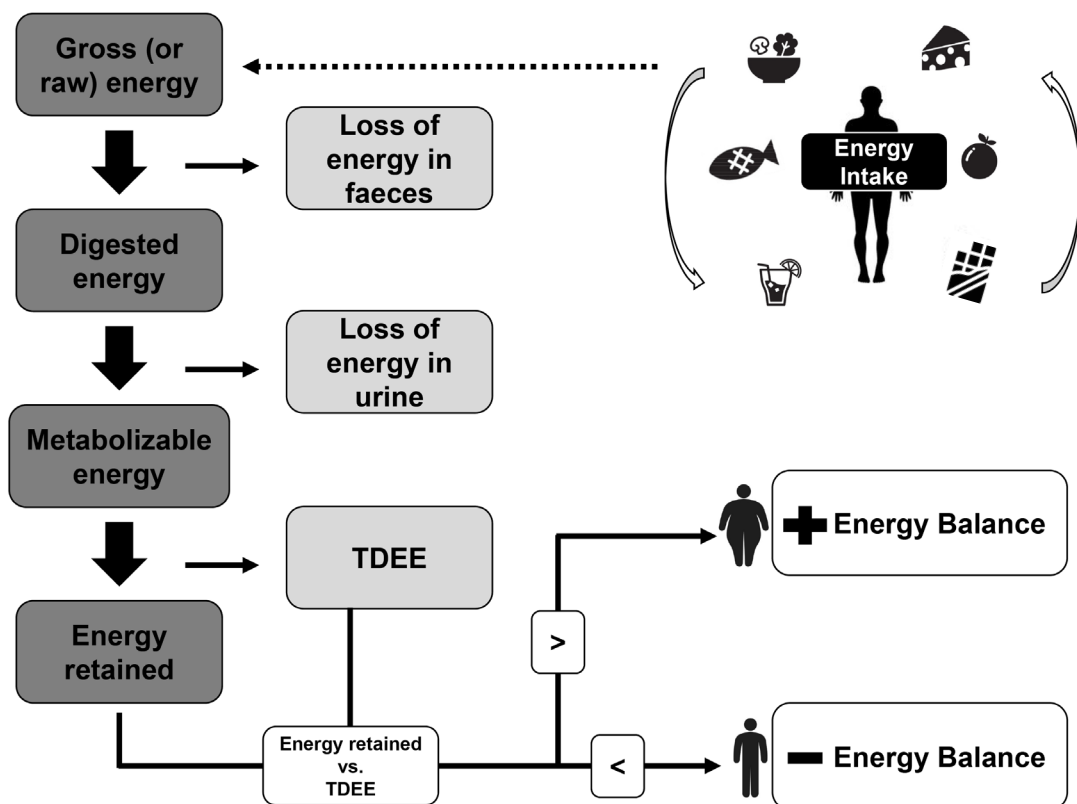 Gross (or
raw) energy
Loss of
energy in
faeces
Energy
Intake
Digested
energy
Loss of
energy in
urine
Metabolizable
energy
TDEE
+ Energy Balance
Energy
retained
>
Energy retained
vs.
TDEE
<
- Energy Balance